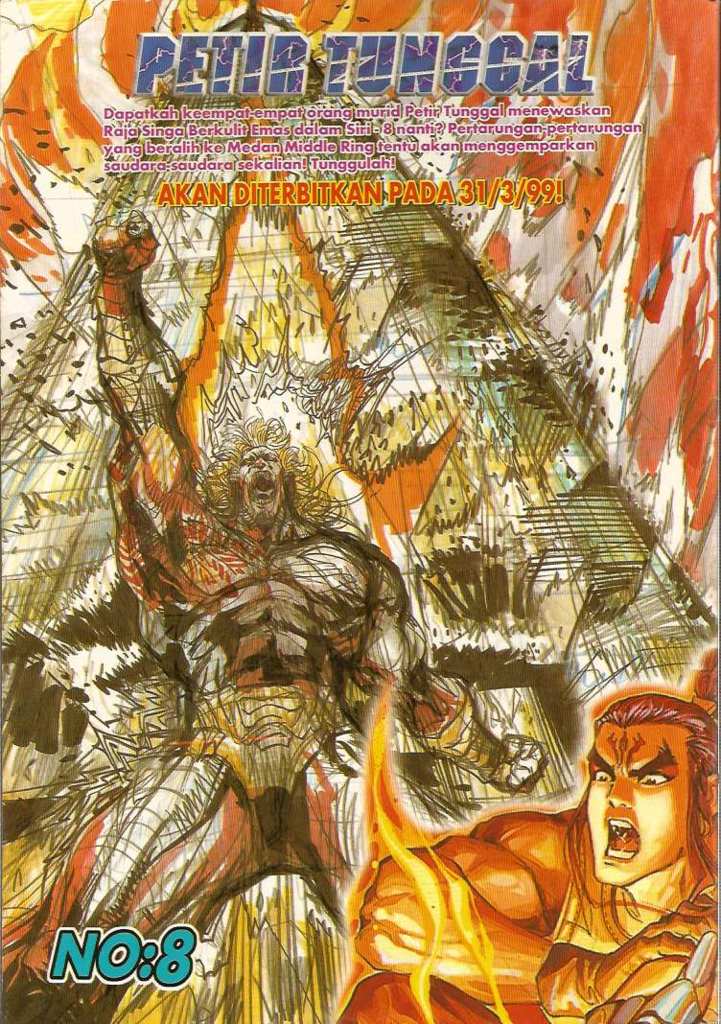 PETIR TUNGGAL
Dapatkah keempat-empat orang murid Petir Tunggal menewaskan
Raja Singa Berkulit Emas dalam Siri - 8 nanti? Pertarungan-pertarungan
yang beralih ke Medan Middle Ring tentu akan menggemparkan
saudara-saudara sekalian! Tunggulah!
AKAN DITERBITKAN PADA 31/3/99!
NO:8